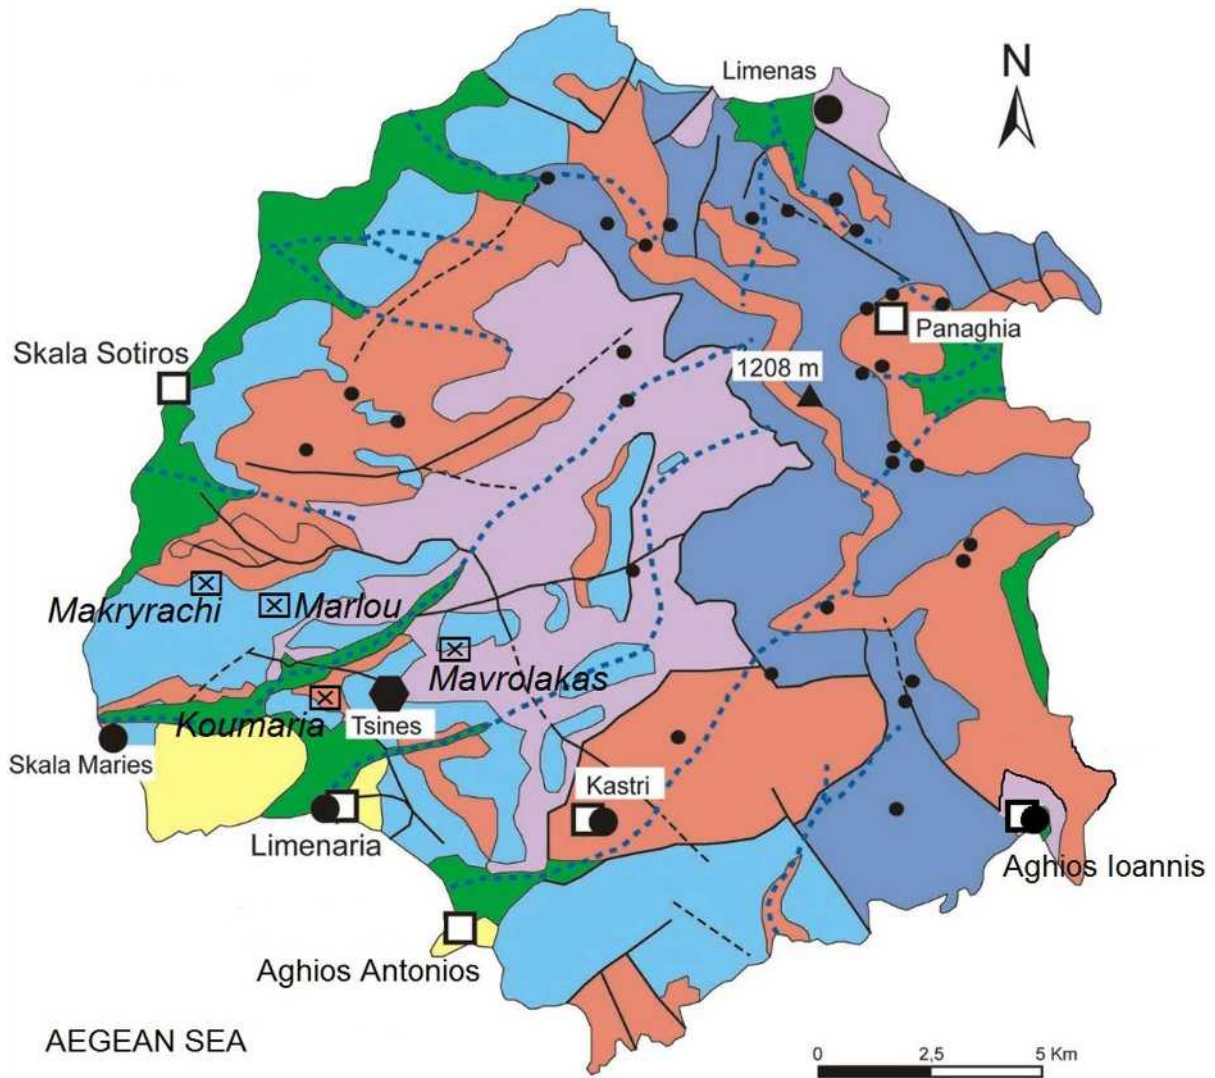 Limenas
N
Panaghia
Skala Sotiros
1208 m
Makryrachi
Marlou
Mavrolakas
Koumaria
Tsines
Skala Maries
Kastri
Limenaria
Aghios Ioannis
Aghios Antonios
AEGEAN SEA
0 2,5 5 Km